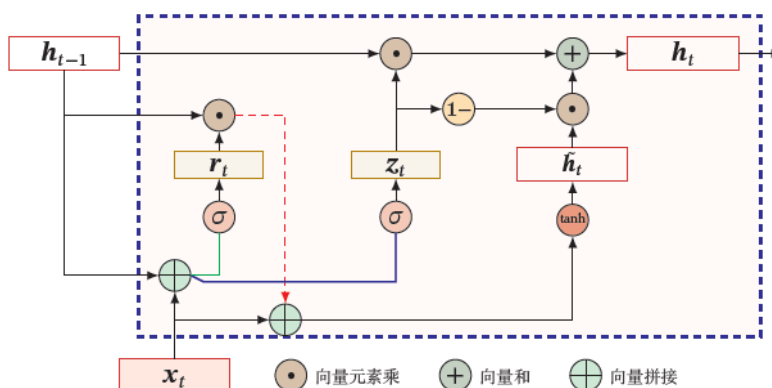 h_{t−1}
h_t
1−
r_t
z_t
h̃_t
σ
σ
tanh
x_t
向量元素乘
向量和
向量拼接